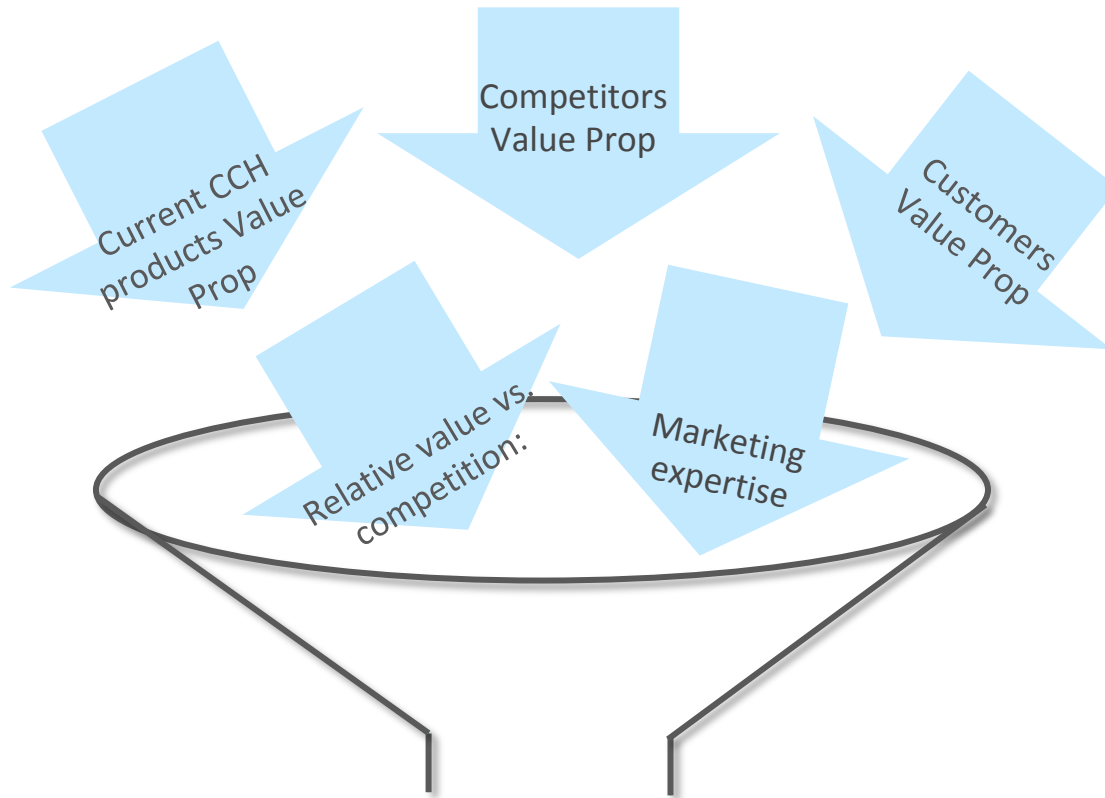 Competitors
Value Prop
Current CCH
products Value
Prop
Customers
Value Prop
Relative value vs.
competition:
Marketing
expertise